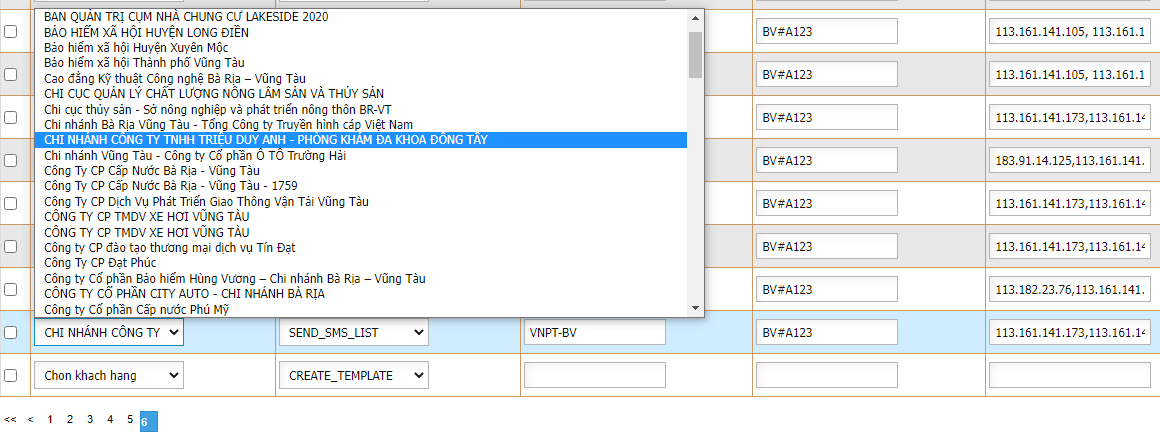 BAN QUẢN TRỊ CỤM NHÀ CHUNG CƯ LAKESIDE 2020
BẢO HIỂM XÃ HỘI HUYỆN LONG ĐIỀN
Bảo hiểm xã hội Huyện Xuyên Mộc
Bảo hiểm xã hội Thành phố Vũng Tàu
Cao đẳng Kỹ thuật Công nghệ Bà Rịa – Vũng Tàu
CHI CỤC QUẢN LÝ CHẤT LƯỢNG NÔNG LÂM SẢN VÀ THỦY SẢN
Chi cục thủy sản - Sở nông nghiệp và phát triển nông thôn BR-VT
Chi nhánh Bà Rịa Vũng Tàu - Tổng Công ty Truyền hình cáp Việt Nam
CHI NHÁNH CÔNG TY TNHH TRIỆU DUY ANH - PHÒNG KHÁM ĐA KHOA ĐÔNG TÂY
Chi nhánh Vũng Tàu - Công ty Cổ phần Ô TÔ Trường Hải
Công Ty CP Cấp Nước Bà Rịa - Vũng Tàu
Công Ty CP Cấp Nước Bà Rịa - Vũng Tàu - 1759
Công Ty CP Dịch Vụ Phát Triển Giao Thông Vận Tải Vũng Tàu
CÔNG TY CP TMDV XE HƠI VŨNG TÀU
CÔNG TY CP TMDV XE HƠI VŨNG TÀU
Công ty CP đào tạo thương mại dịch vụ Tín Đạt
Công Ty CP Đạt Phúc
Công ty Cổ phần Bảo hiểm Hùng Vương – Chi nhánh Bà Rịa – Vũng Tàu
CÔNG TY CỔ PHẦN CITY AUTO - CHI NHÁNH BÀ RỊA
Công ty Cổ phần Cấp nước Phú Mỹ
BV#A123 113.161.141.105, 113.161.1
BV#A123 113.161.141.105, 113.161.1
BV#A123 113.161.141.173,113.161.14
BV#A123 183.91.14.125,113.161.141.
BV#A123 113.161.141.173,113.161.14
BV#A123 113.161.141.173,113.161.14
BV#A123 113.182.23.76,113.161.141.
CHI NHÁNH CÔNG TY SEND_SMS_LIST VNPT-BV BV#A123 113.161.141.173,113.161.14
Chon khach hang CREATE_TEMPLATE
<< < 1 2 3 4 5 6